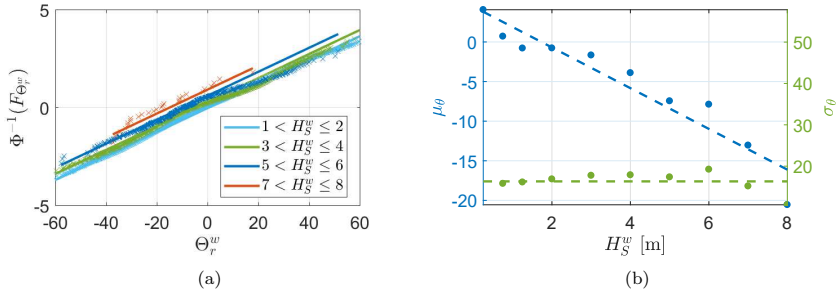 5
0
-5
Φ⁻¹(F_{Θ_r^w})
1 < H_S^w ≤ 2
3 < H_S^w ≤ 4
5 < H_S^w ≤ 6
7 < H_S^w ≤ 8
-60 -40 -20 0 20 40 60
Θ_r^w
(a)
0
-5
-10
-15
-20
μ_θ
50
40
30
20
σ_θ
2 4 6 8
H_S^w [m]
(b)